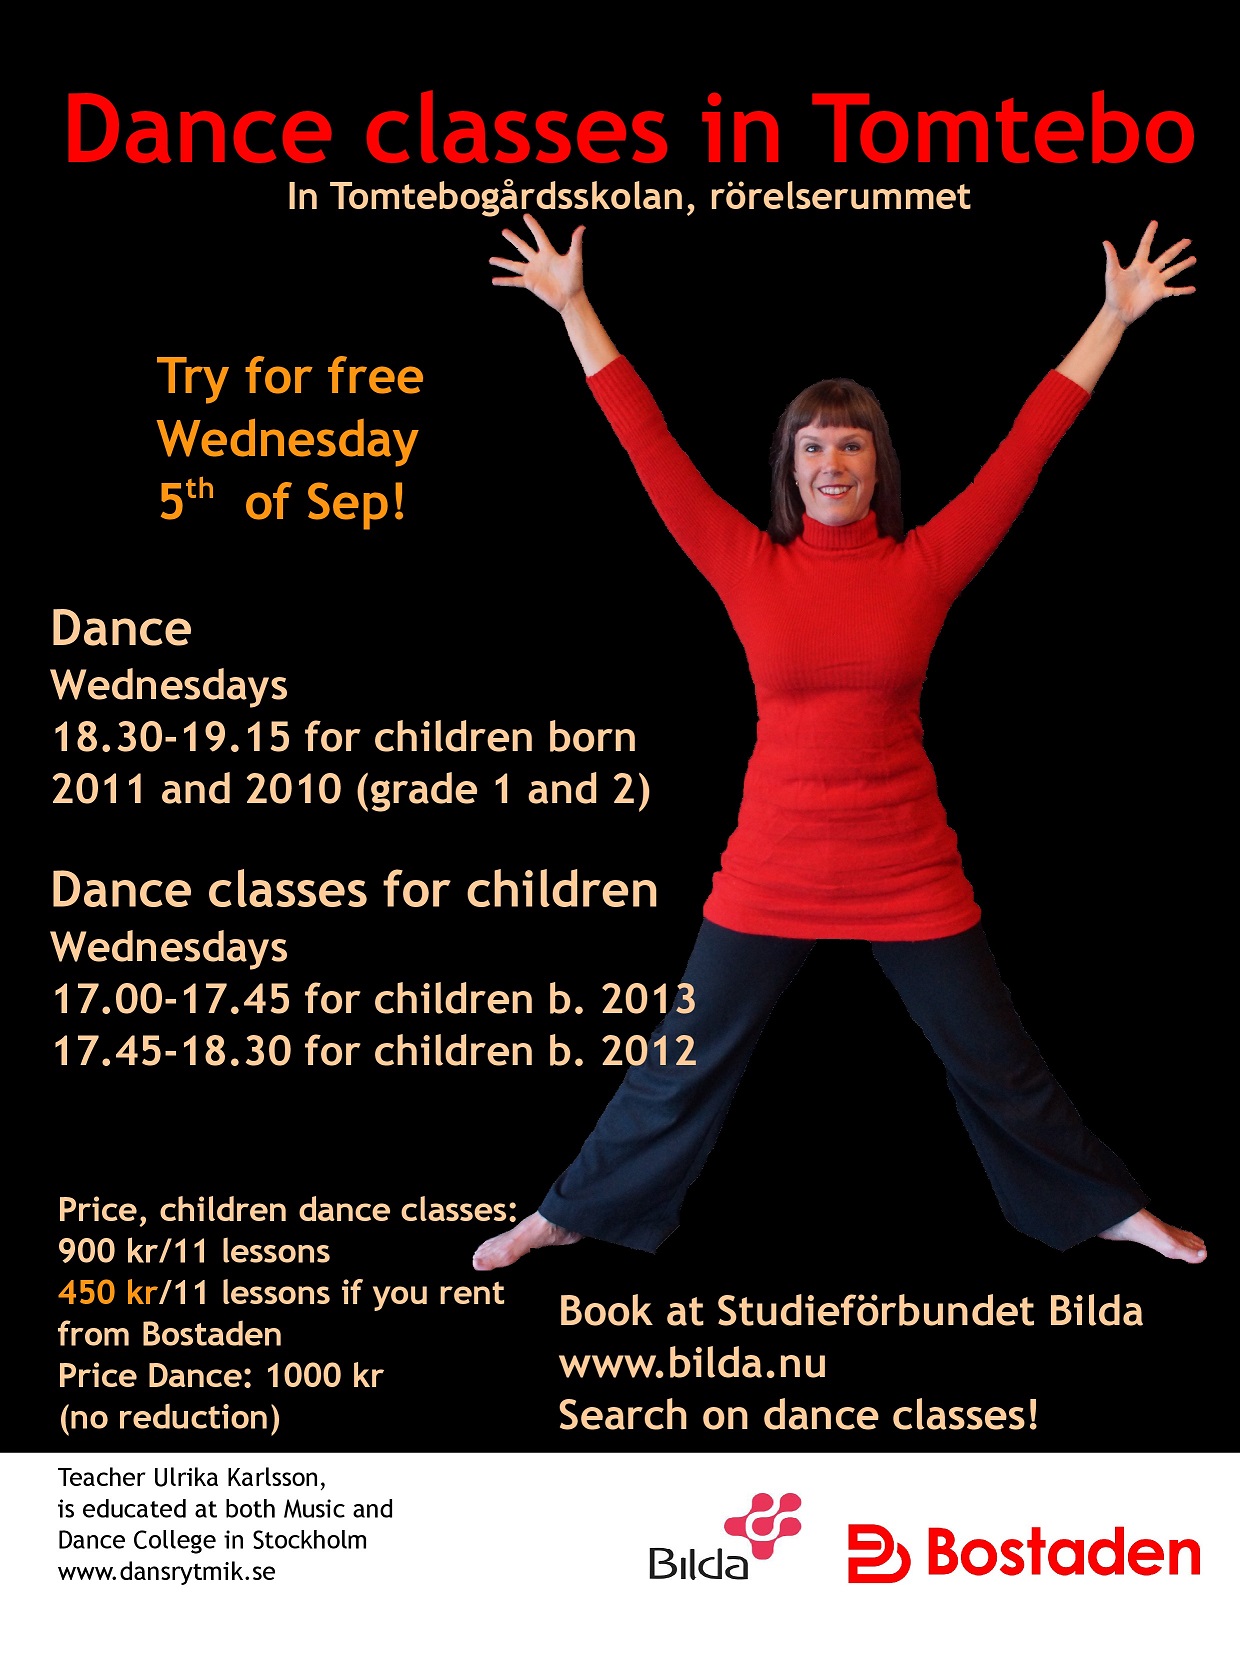 Dance classes in Tomtebo
In Tomtebogårdsskolan, rörelserummet
Try for free
Wednesday
5th of Sep!
Dance
Wednesdays
18.30-19.15 for children born
2011 and 2010 (grade 1 and 2)
Dance classes for children
Wednesdays
17.00-17.45 for children b. 2013
17.45-18.30 for children b. 2012
Price, children dance classes:
900 kr/11 lessons
450 kr/11 lessons if you rent
from Bostaden
Price Dance: 1000 kr
(no reduction)
Book at Studieförbundet Bilda
www.bilda.nu
Search on dance classes!
Teacher Ulrika Karlsson,
is educated at both Music and
Dance College in Stockholm
www.dansrytmik.se
Bilda
Bostaden